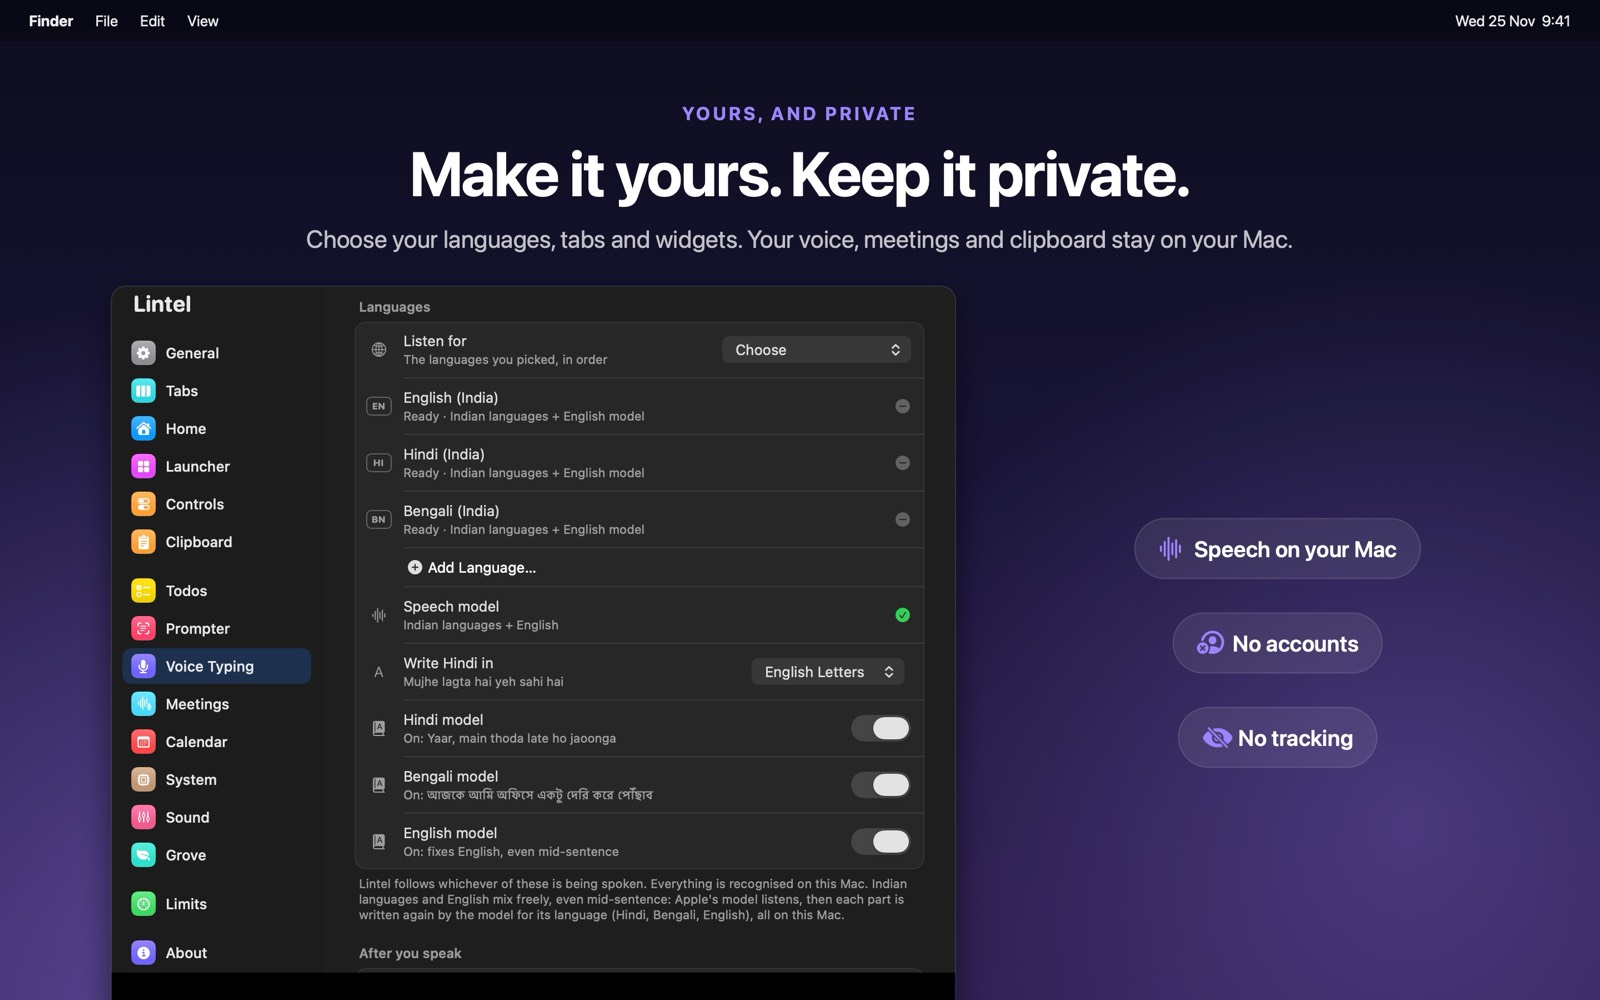 Finder File Edit View
Wed 25 Nov 9:41
YOURS, AND PRIVATE
Make it yours. Keep it private.
Choose your languages, tabs and widgets. Your voice, meetings and clipboard stay on your Mac.
Lintel
General
Tabs
Home
Launcher
Controls
Clipboard
Todos
Prompter
Voice Typing
Meetings
Calendar
System
Sound
Grove
Limits
About
Languages
Listen for
The languages you picked, in order
Choose
EN
English (India)
Ready · Indian languages + English model
HI
Hindi (India)
Ready · Indian languages + English model
BN
Bengali (India)
Ready · Indian languages + English model
Add Language...
Speech model
Indian languages + English
A
Write Hindi in
Mujhe lagta hai yeh sahi hai
English Letters
Hindi model
On: Yaar, main thoda late ho jaoonga
Bengali model
On: আজকে আমি অফিসে একটু দেরি করে পৌঁছাব
English model
On: fixes English, even mid-sentence
Lintel follows whichever of these is being spoken. Everything is recognised on this Mac. Indian
languages and English mix freely, even mid-sentence: Apple's model listens, then each part is
written again by the model for its language (Hindi, Bengali, English), all on this Mac.
After you speak
Speech on your Mac
No accounts
No tracking